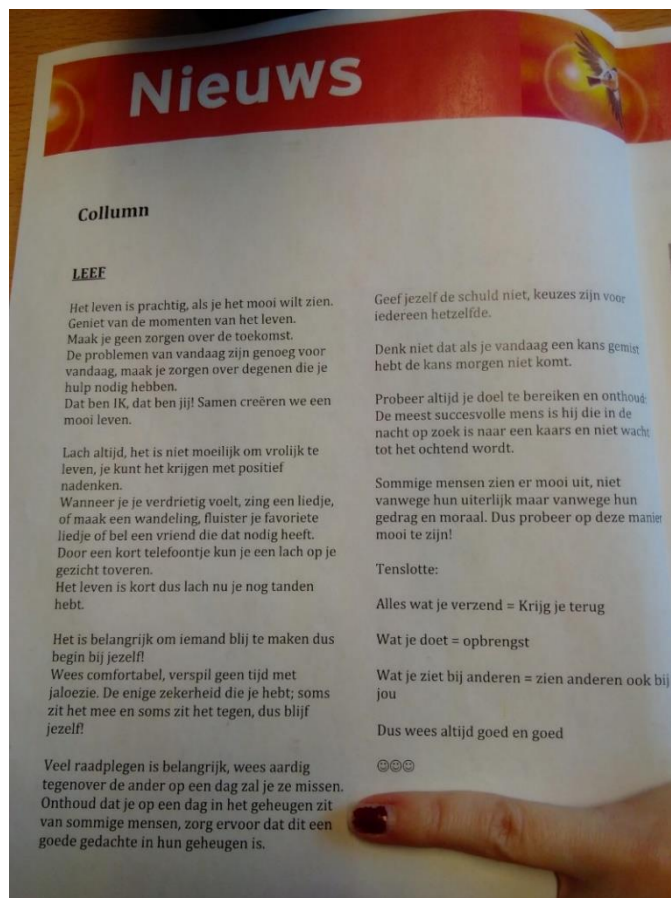 Nieuws
Collumn
LEEF
Het leven is prachtig, als je het mooi wilt zien.
Geniet van de momenten van het leven.
Maak je geen zorgen over de toekomst.
De problemen van vandaag zijn genoeg voor
vandaag, maak je zorgen over degenen die je
hulp nodig hebben.
Dat ben IK, dat ben jij! Samen creëren we een
mooi leven.
Lach altijd, het is niet moeilijk om vrolijk te
leven, je kunt het krijgen met positief
nadenken.
Wanneer je je verdrietig voelt, zing een liedje,
of maak een wandeling, fluister je favoriete
liedje of bel een vriend die dat nodig heeft.
Door een kort telefoontje kun je een lach op je
gezicht toveren.
Het leven is kort dus lach nu je nog tanden
hebt.
Het is belangrijk om iemand blij te maken dus
begin bij jezelf!
Wees comfortabel, verspil geen tijd met
jaloezie. De enige zekerheid die je hebt; soms
zit het mee en soms zit het tegen, dus blijf
jezelf!
Veel raadplegen is belangrijk, wees aardig
tegenover de ander op een dag zal je ze missen.
Onthoud dat je op een dag in het geheugen zit
van sommige mensen, zorg ervoor dat dit een
goede gedachte in hun geheugen is.
Geef jezelf de schuld niet, keuzes zijn voor
iedereen hetzelfde.
Denk niet dat als je vandaag een kans gemist
hebt de kans morgen niet komt.
Probeer altijd je doel te bereiken en onthoud:
De meest succesvolle mens is hij die in de
nacht op zoek is naar een kaars en niet wacht
tot het ochtend wordt.
Sommige mensen zien er mooi uit, niet
vanwege hun uiterlijk maar vanwege hun
gedrag en moraal. Dus probeer op deze manier
mooi te zijn!
Tenslotte:
Alles wat je verzend = Krijg je terug
Wat je doet = opbrengst
Wat je ziet bij anderen = zien anderen ook bij
jou
Dus wees altijd goed en goed
☺☺☺